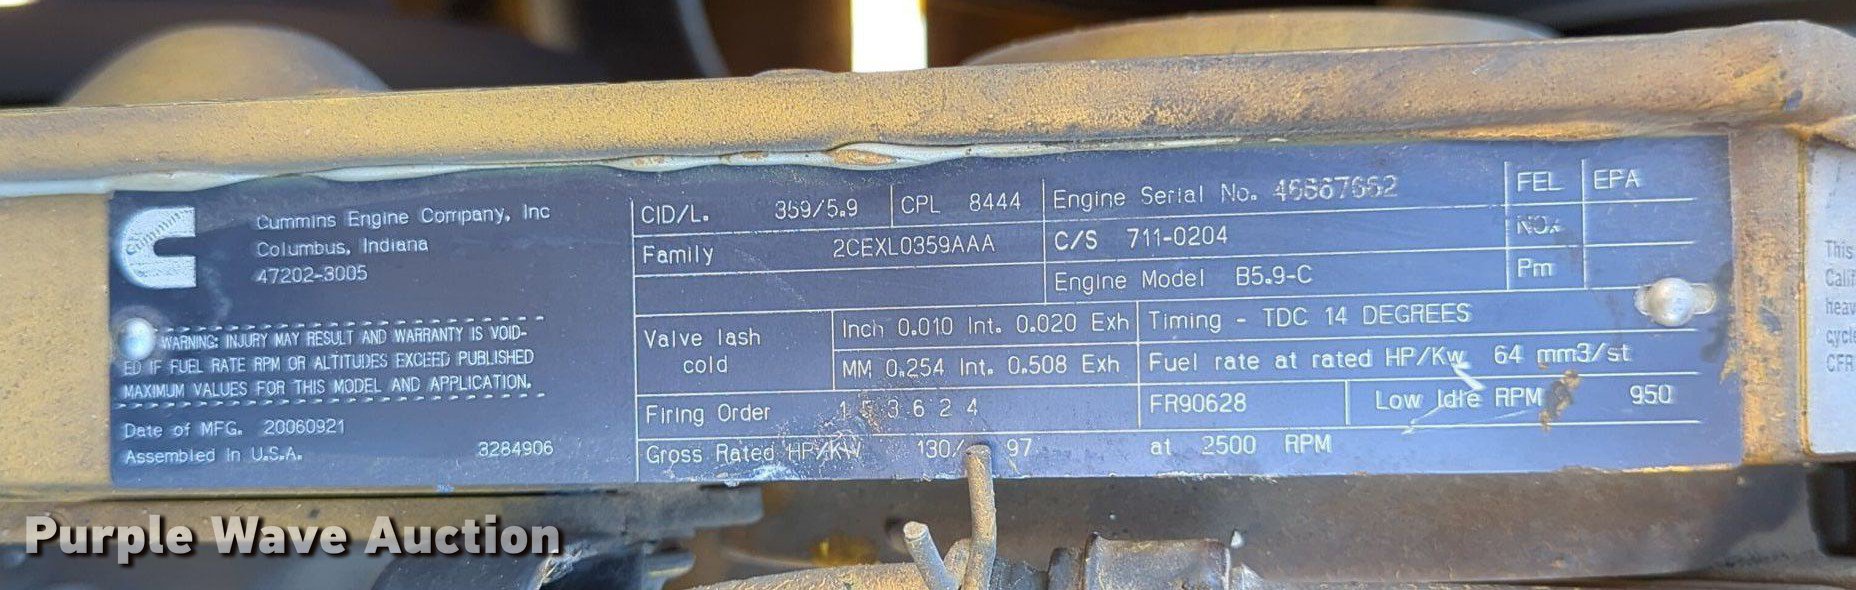 Cummins Engine Company, Inc
Columbus, Indiana
47202-3005
WARNING: INJURY MAY RESULT AND WARRANTY IS VOID-
ED IF FUEL RATE RPM OR ALTITUDES EXCEED PUBLISHED
MAXIMUM VALUES FOR THIS MODEL AND APPLICATION.
Date of MFG. 20060921
Assembled in U.S.A. 3284906
CID/L. 359/5.9 CPL 8444
Family 2CEXL0359AAA
Engine Serial No. 46667662
C/S 711-0204
Engine Model B5.9-C
FEL EPA
NOx
Pm
Valve lash
cold
Inch 0.010 Int. 0.020 Exh
MM 0.254 Int. 0.508 Exh
Timing - TDC 14 DEGREES
Fuel rate at rated HP/Kw 64 mm3/st
Firing Order 1 5 3 6 2 4
FR90628 Low Idle RPM 950
Gross Rated HP/KW 130/ 97 at 2500 RPM
This
Calif
heav
cycle
CFR
Purple Wave Auction